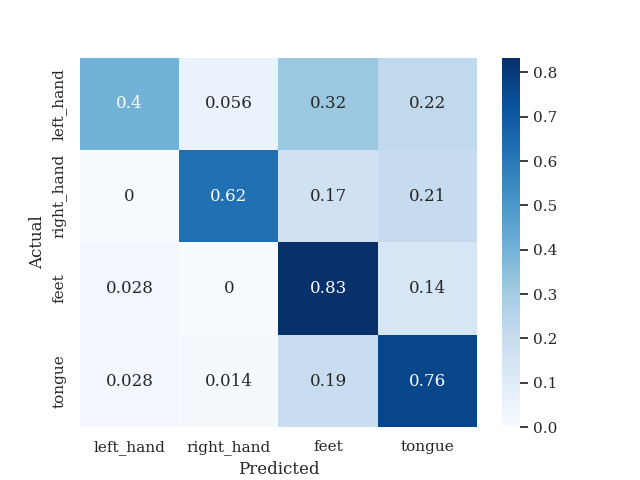 left_hand 0.4 0.056 0.32 0.22
right_hand 0 0.62 0.17 0.21
feet 0.028 0 0.83 0.14
tongue 0.028 0.014 0.19 0.76
Actual
left_hand right_hand feet tongue
Predicted
0.8
0.7
0.6
0.5
0.4
0.3
0.2
0.1
0.0